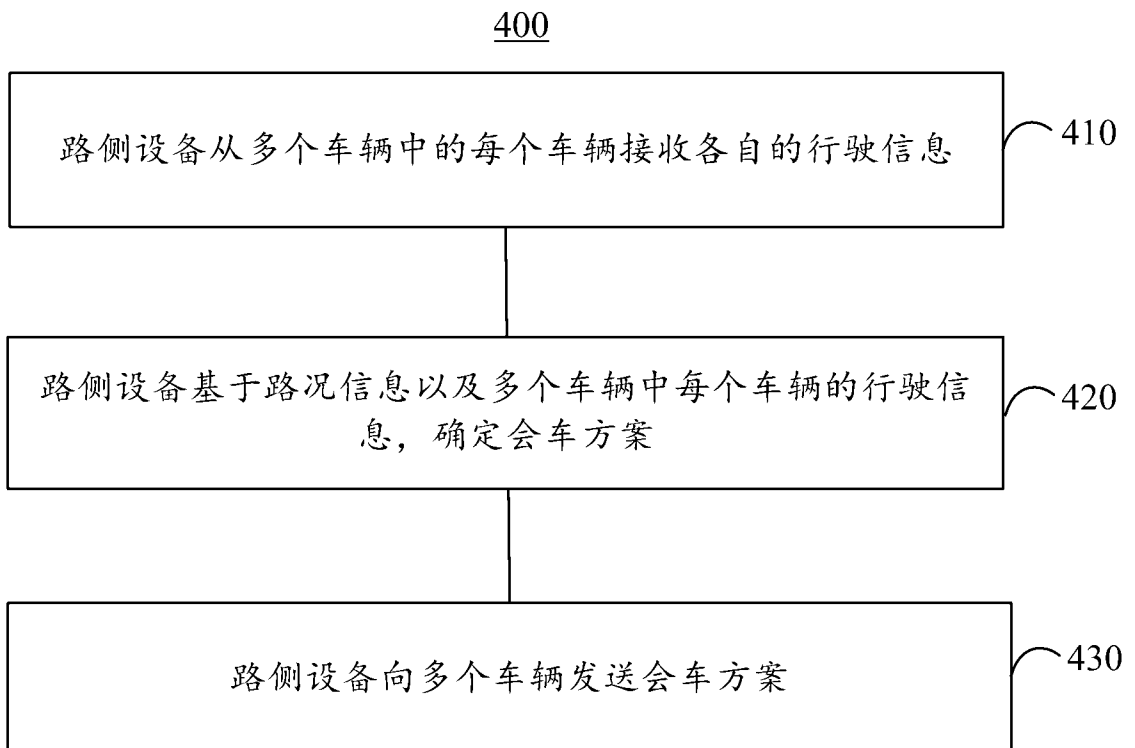 400
路侧设备从多个车辆中的每个车辆接收各自的行驶信息
410
路侧设备基于路况信息以及多个车辆中每个车辆的行驶信
息，确定会车方案
420
路侧设备向多个车辆发送会车方案
430